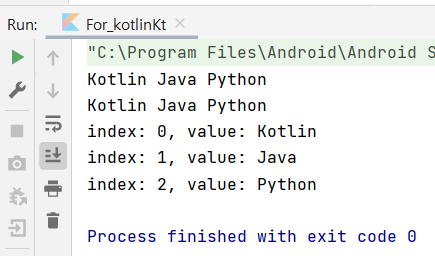 Run: For_kotlinKt
"C:\Program Files\Android\Android S
Kotlin Java Python
Kotlin Java Python
index: 0, value: Kotlin
index: 1, value: Java
index: 2, value: Python
Process finished with exit code 0